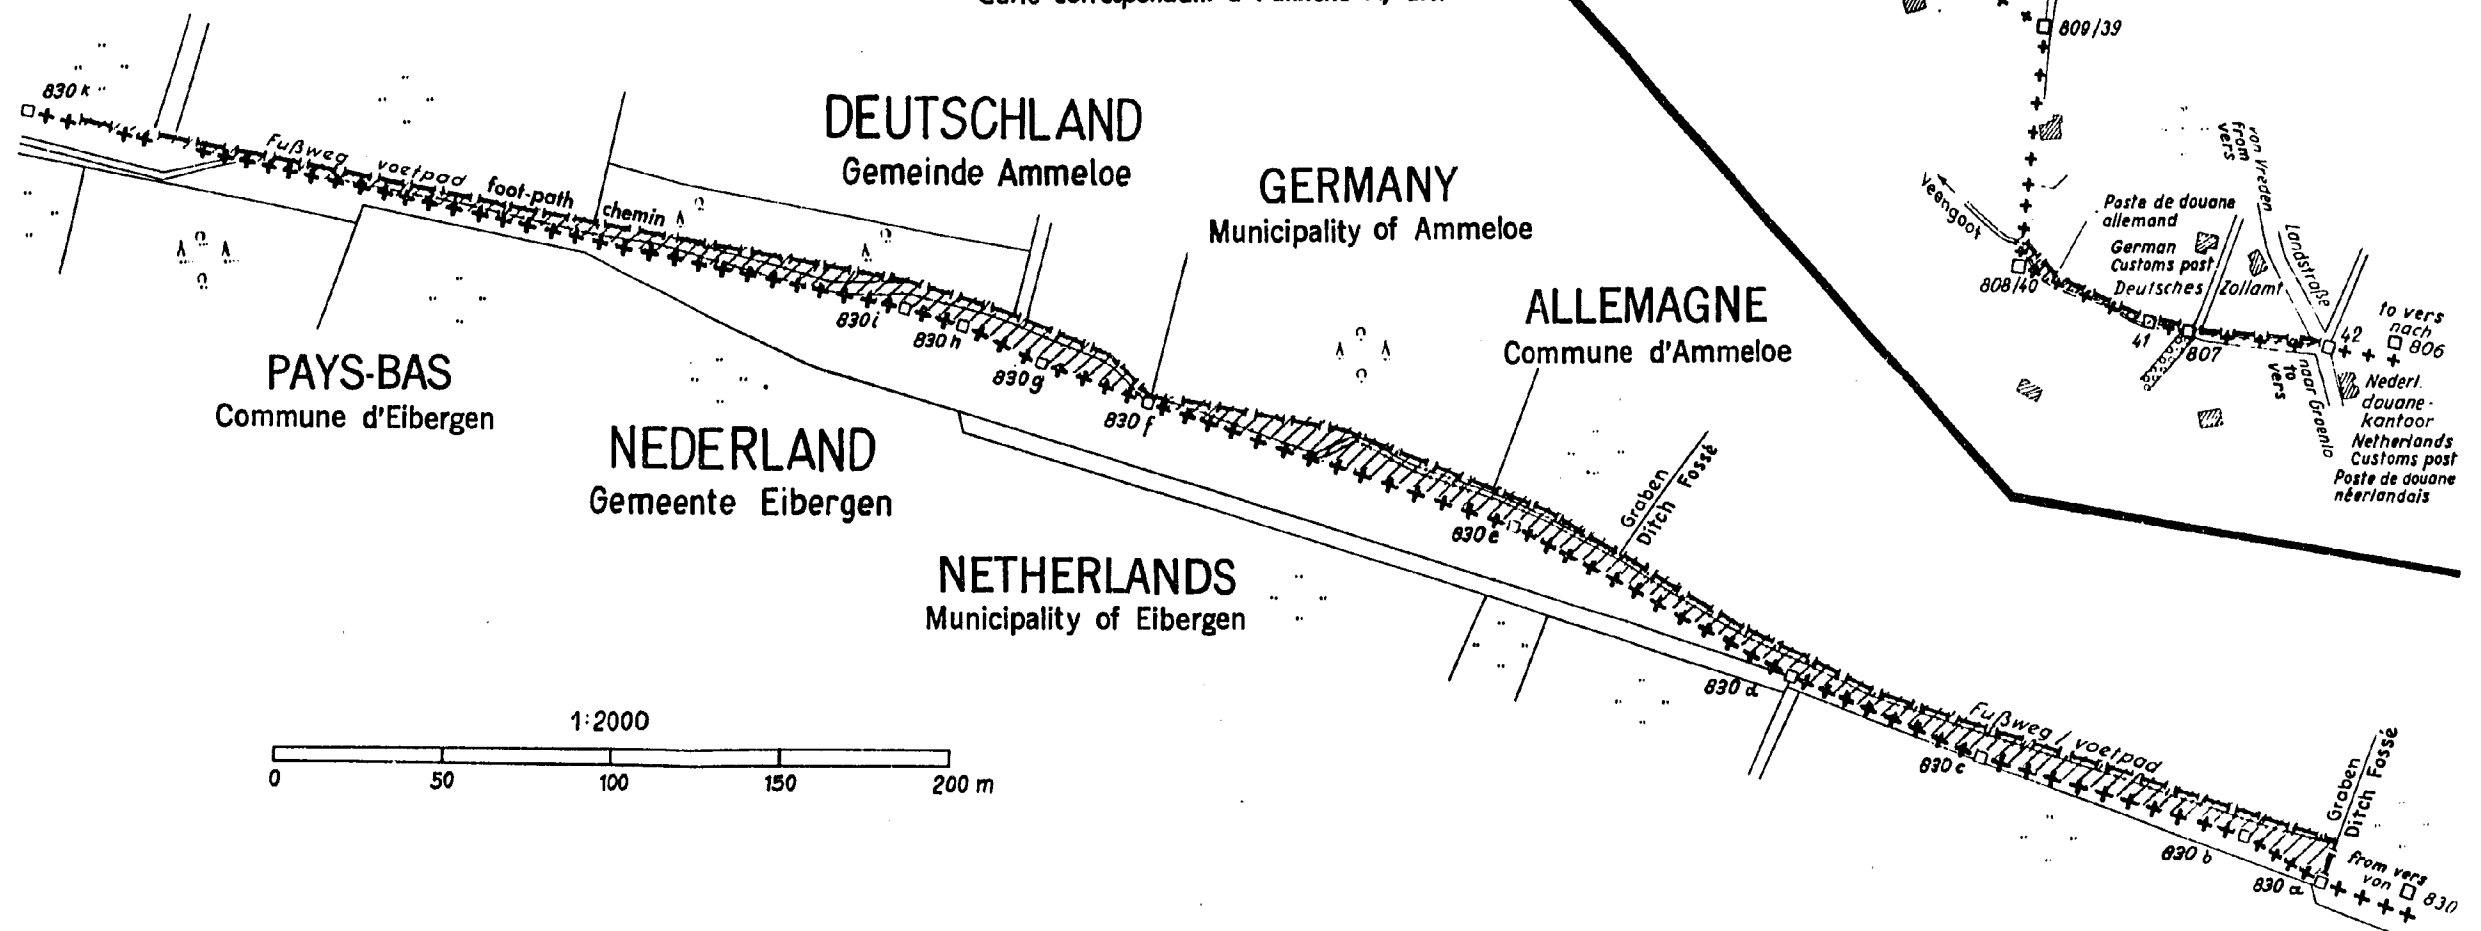 809/39
830 k
Fußweg voetpad foot-path chemin
DEUTSCHLAND
Gemeinde Ammeloe
GERMANY
Municipality of Ammeloe
ALLEMAGNE
Commune d'Ammeloe
PAYS-BAS
Commune d'Eibergen
NEDERLAND
Gemeente Eibergen
NETHERLANDS
Municipality of Eibergen
830 i
830 h
830 g
830 f
830 e
830 d
830 c
830 b
830 a
Graben
Ditch Fossé
Fußweg / voetpad
Graben
Ditch Fossé
from vers
von
830
1:2000
0 50 100 150 200 m
Veengoot
808/40
Poste de douane
allemand
German
Customs post
Deutsches Zollamt
von Vreden
from
vers
Landstraße
41
807
42
to vers
nach
806
naar Groenlo
to
vers
Nederl.
douane-
kantoor
Netherlands
Customs post
Poste de douane
néerlandais